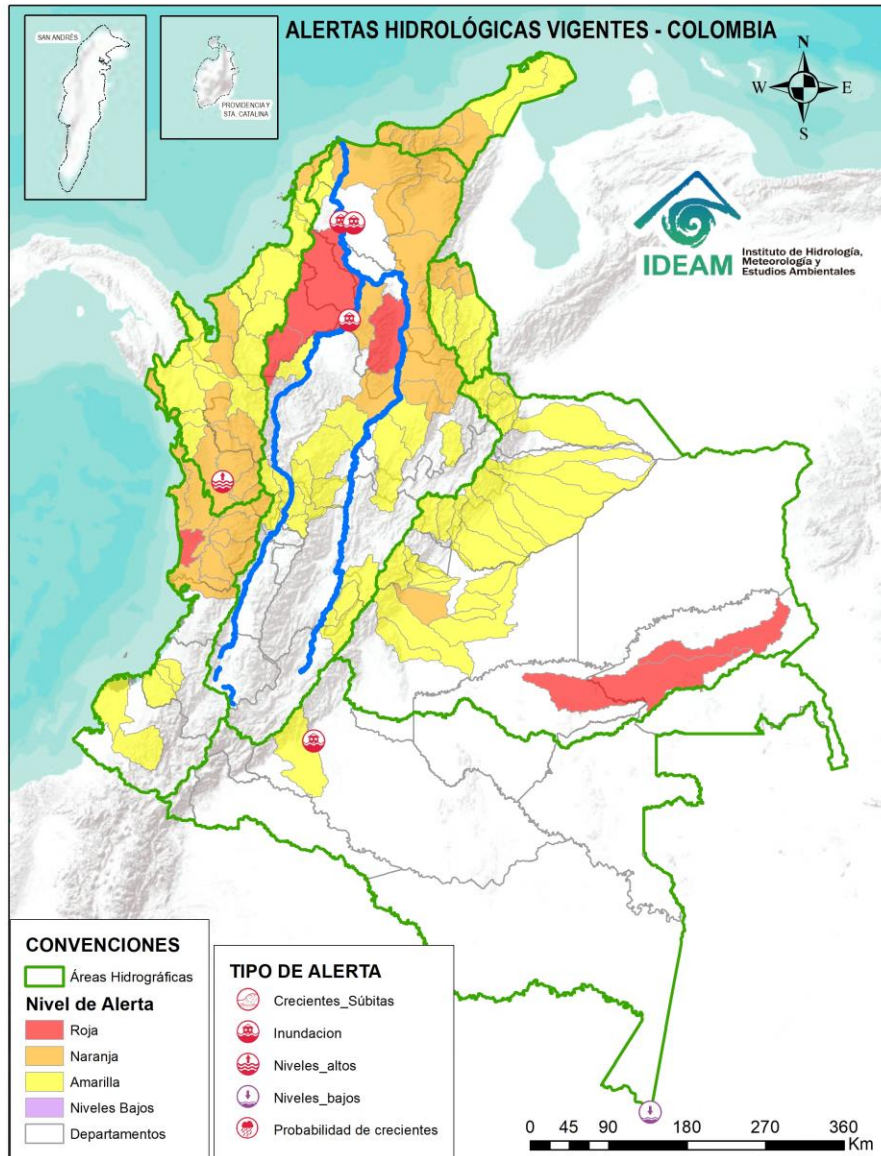 ALERTAS HIDROLÓGICAS VIGENTES - COLOMBIA
SAN ANDRÉS
PROVIDENCIA Y
STA. CATALINA
N
W
E
S
IDEAM
Instituto de Hidrología,
Meteorología y
Estudios Ambientales
CONVENCIONES
Áreas Hidrográficas
Nivel de Alerta
Roja
Naranja
Amarilla
Niveles Bajos
Departamentos
TIPO DE ALERTA
Crecientes_Súbitas
Inundacion
Niveles_altos
Niveles_bajos
Probabilidad de crecientes
0 45 90 180 270 360
Km